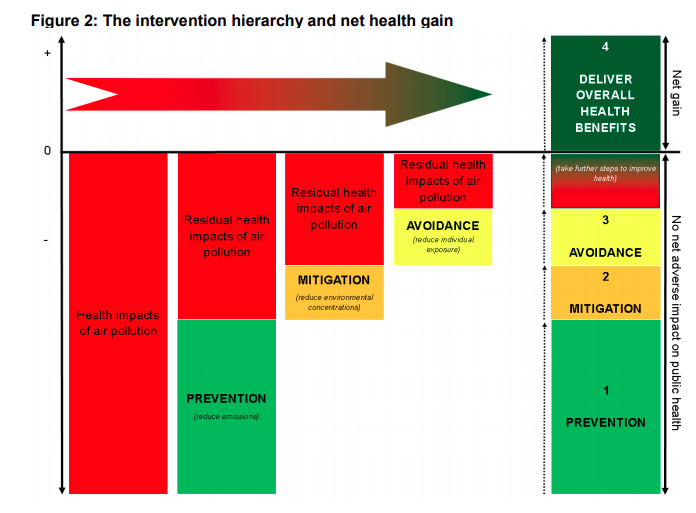 Figure 2: The intervention hierarchy and net health gain
+
0
-
Health impacts
of air pollution
Residual health
impacts of air
pollution
PREVENTION
(reduce emissions)
Residual health
impacts of air
pollution
MITIGATION
(reduce environmental
concentrations)
Residual health
impacts of air
pollution
AVOIDANCE
(reduce individual
exposure)
4
DELIVER
OVERALL
HEALTH
BENEFITS
(take further steps to improve
health)
3
AVOIDANCE
2
MITIGATION
1
PREVENTION
Net gain
No net adverse impact on public health